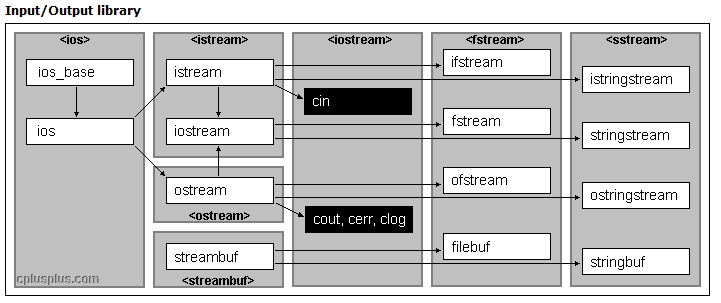 Input/Output library
<ios>
<istream>
<iostream>
<fstream>
<sstream>
ios_base
ios
istream
iostream
ostream
<ostream>
streambuf
<streambuf>
cin
cout, cerr, clog
ifstream
fstream
ofstream
filebuf
istringstream
stringstream
ostringstream
stringbuf
cplusplus.com